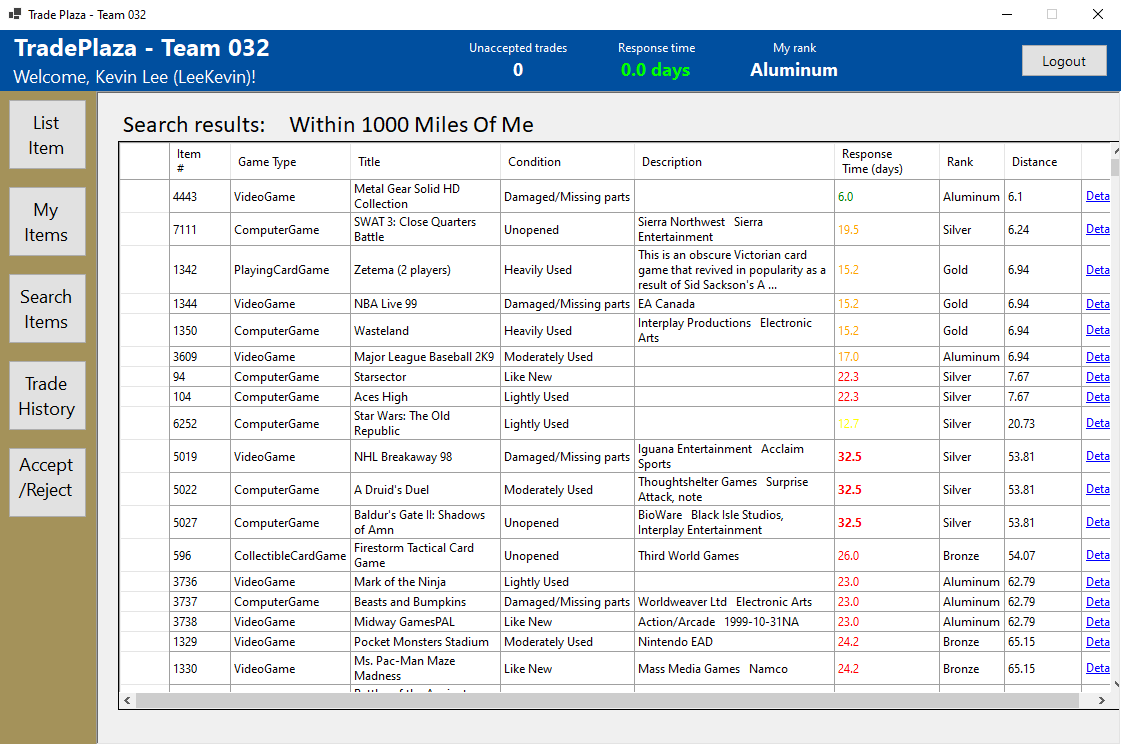 Trade Plaza - Team 032
TradePlaza - Team 032
Welcome, Kevin Lee (LeeKevin)!
Unaccepted trades
0
Response time
0.0 days
My rank
Aluminum
Logout
List
Item
My
Items
Search
Items
Trade
History
Accept
/Reject
Search results: Within 1000 Miles Of Me
Item # Game Type Title Condition Description Response Time (days) Rank Distance
4443 VideoGame Metal Gear Solid HD Collection Damaged/Missing parts 6.0 Aluminum 6.1 Deta
7111 ComputerGame SWAT 3: Close Quarters Battle Unopened Sierra Northwest Sierra Entertainment 19.5 Silver 6.24 Deta
1342 PlayingCardGame Zetema (2 players) Heavily Used This is an obscure Victorian card game that revived in popularity as a result of Sid Sackson's A ... 15.2 Gold 6.94 Deta
1344 VideoGame NBA Live 99 Damaged/Missing parts EA Canada 15.2 Gold 6.94 Deta
1350 ComputerGame Wasteland Heavily Used Interplay Productions Electronic Arts 15.2 Gold 6.94 Deta
3609 VideoGame Major League Baseball 2K9 Moderately Used 17.0 Aluminum 6.94 Deta
94 ComputerGame Starsector Like New 22.3 Silver 7.67 Deta
104 ComputerGame Aces High Lightly Used 22.3 Silver 7.67 Deta
6252 ComputerGame Star Wars: The Old Republic Lightly Used 12.7 Silver 20.73 Deta
5019 VideoGame NHL Breakaway 98 Damaged/Missing parts Iguana Entertainment Acclaim Sports 32.5 Silver 53.81 Deta
5022 ComputerGame A Druid's Duel Moderately Used Thoughtshelter Games Surprise Attack, note 32.5 Silver 53.81 Deta
5027 ComputerGame Baldur's Gate II: Shadows of Amn Unopened BioWare Black Isle Studios, Interplay Entertainment 32.5 Silver 53.81 Deta
596 CollectibleCardGame Firestorm Tactical Card Game Unopened Third World Games 26.0 Bronze 54.07 Deta
3736 VideoGame Mark of the Ninja Lightly Used 23.0 Aluminum 62.79 Deta
3737 ComputerGame Beasts and Bumpkins Damaged/Missing parts Worldweaver Ltd Electronic Arts 23.0 Aluminum 62.79 Deta
3738 VideoGame Midway GamesPAL Like New Action/Arcade 1999-10-31NA 23.0 Aluminum 62.79 Deta
1329 VideoGame Pocket Monsters Stadium Moderately Used Nintendo EAD 24.2 Bronze 65.15 Deta
1330 VideoGame Ms. Pac-Man Maze Madness Like New Mass Media Games Namco 24.2 Bronze 65.15 Deta